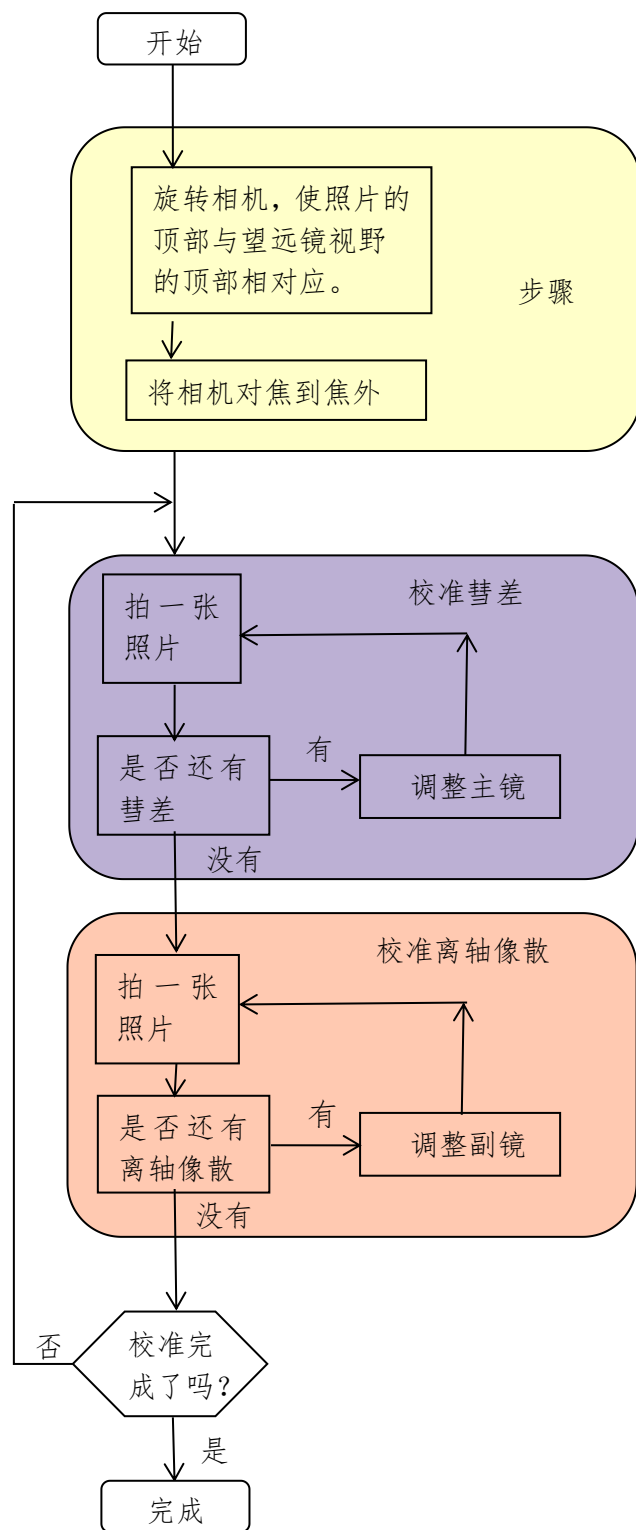 开始
旋转相机，使照片的
顶部与望远镜视野
的顶部相对应。
步骤
将相机对焦到焦外
校准彗差
拍一张
照片
是否还有
彗差
有
调整主镜
没有
校准离轴像散
拍一张
照片
是否还有
离轴像散
有
调整副镜
没有
否
校准完
成了吗？
是
完成